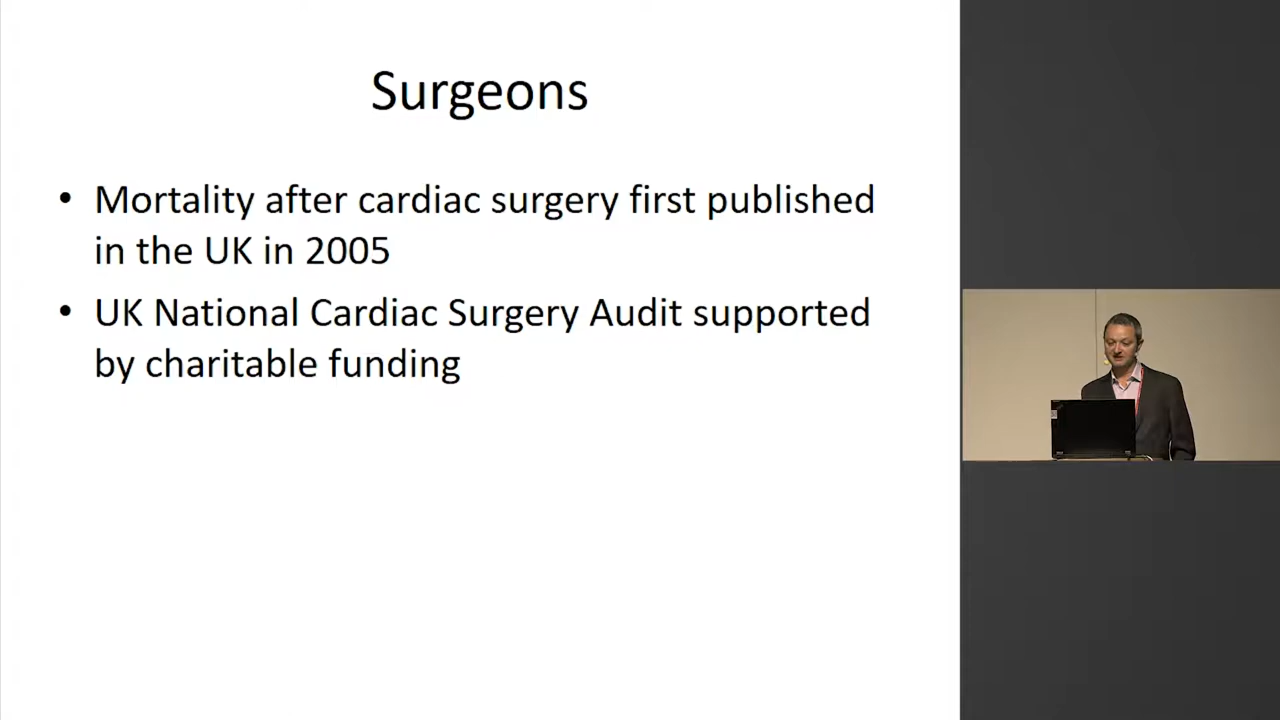 Surgeons
• Mortality after cardiac surgery first published
in the UK in 2005
• UK National Cardiac Surgery Audit supported
by charitable funding